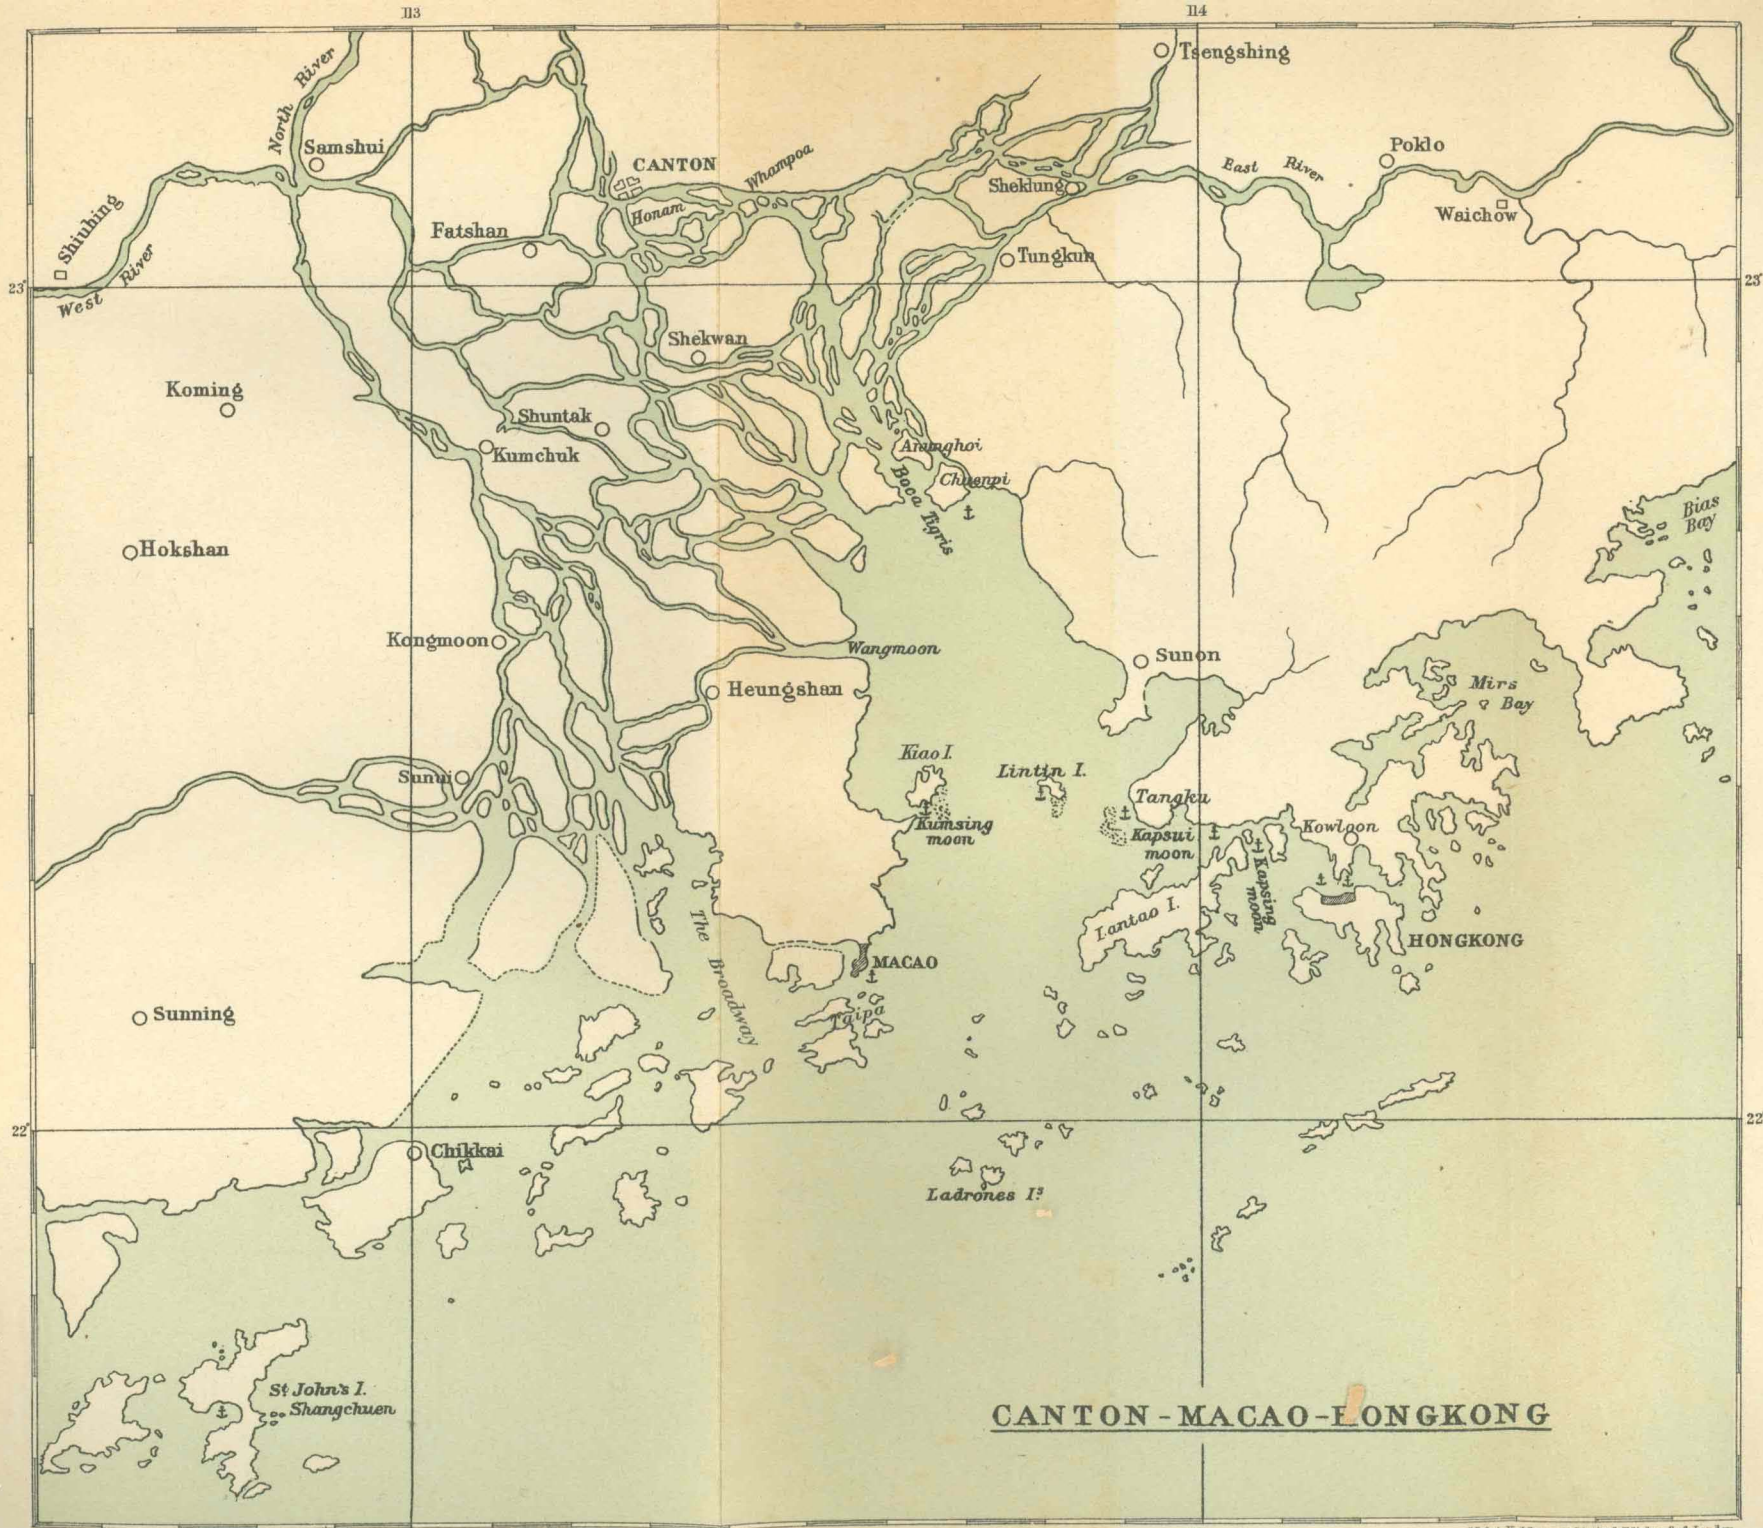 113
114
North River
Tsengshing
Samshui
Poklo
CANTON
Whampoa
East River
Sheklung
Honam
Waichow
Shiuhing
Fatshan
Tungkun
West River
23°
23°
Shekwan
Koming
Shuntak
Kumchuk
Anunghoi
Chuenpi
Boca Tigris
Bias
Bay
Hokshan
Kongmoon
Wangmoon
Sunon
Heungshan
Mirs
Bay
Kiao I.
Lintin I.
Sunui
Tangku
Kumsing
moon
Kapsui
moon
Kowloon
Kapsing
moon
Lantao I.
HONGKONG
The Broadway
MACAO
Sunning
Taipa
22°
22
Chikkai
Ladrones Iˢ
St John's I.
Shangchuen
CANTON-MACAO-HONGKONG